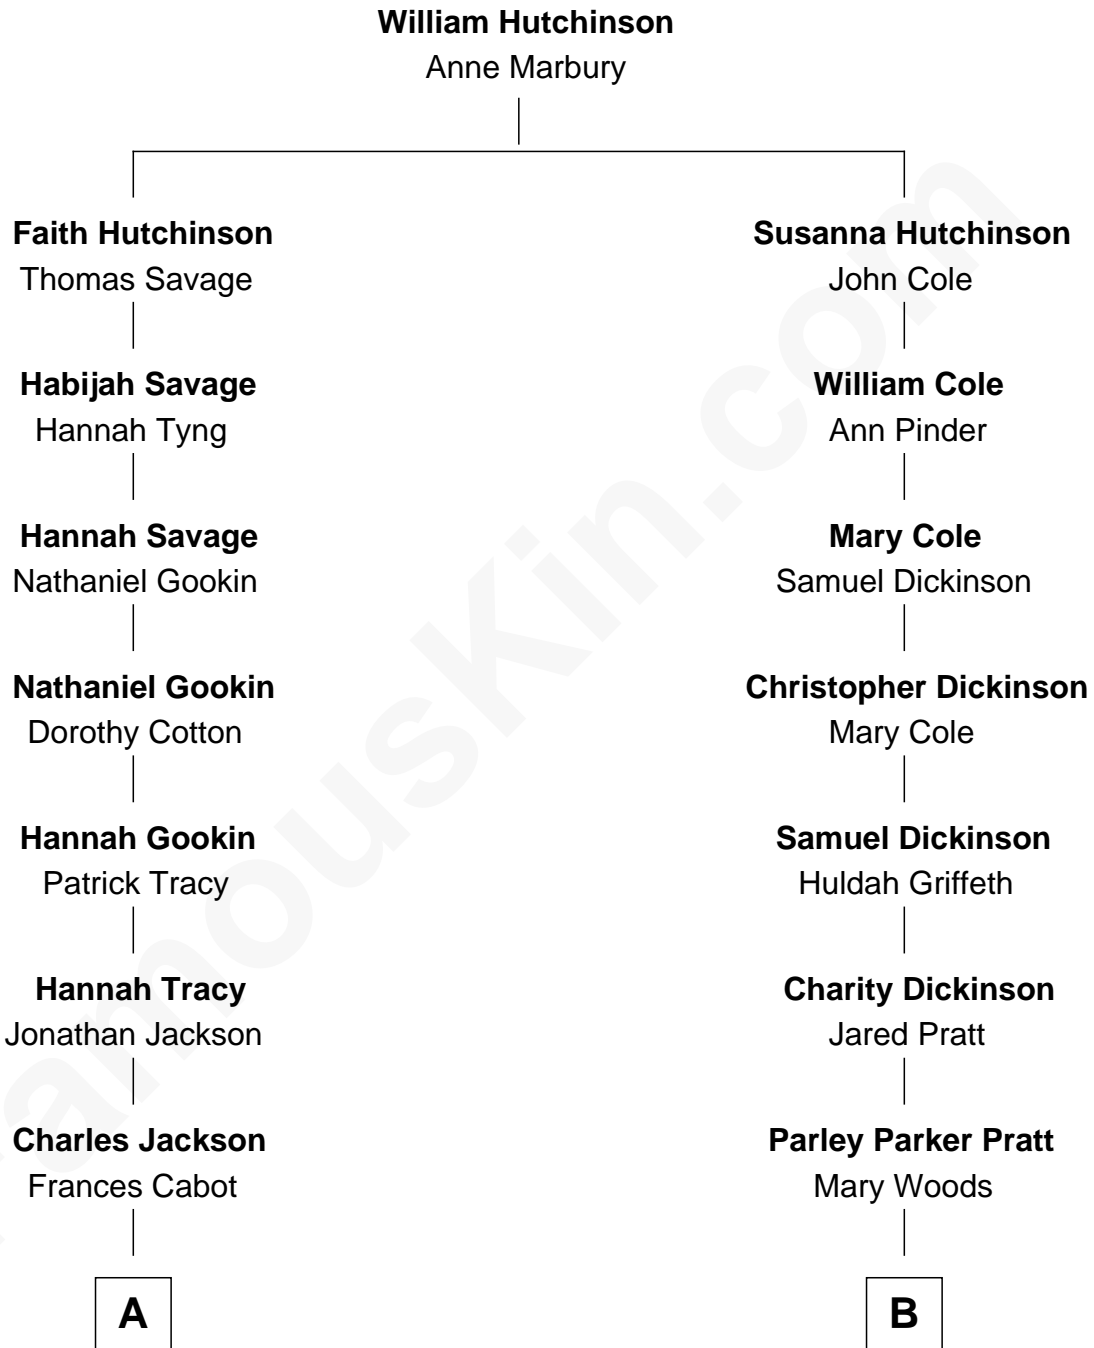 William Hutchinson
Anne Marbury
Faith Hutchinson
Thomas Savage
Habijah Savage
Hannah Tyng
Hannah Savage
Nathaniel Gookin
Nathaniel Gookin
Dorothy Cotton
Hannah Gookin
Patrick Tracy
Hannah Tracy
Jonathan Jackson
Charles Jackson
Frances Cabot
A
Susanna Hutchinson
John Cole
William Cole
Ann Pinder
Mary Cole
Samuel Dickinson
Christopher Dickinson
Mary Cole
Samuel Dickinson
Huldah Griffeth
Charity Dickinson
Jared Pratt
Parley Parker Pratt
Mary Woods
B
FamousKin.com